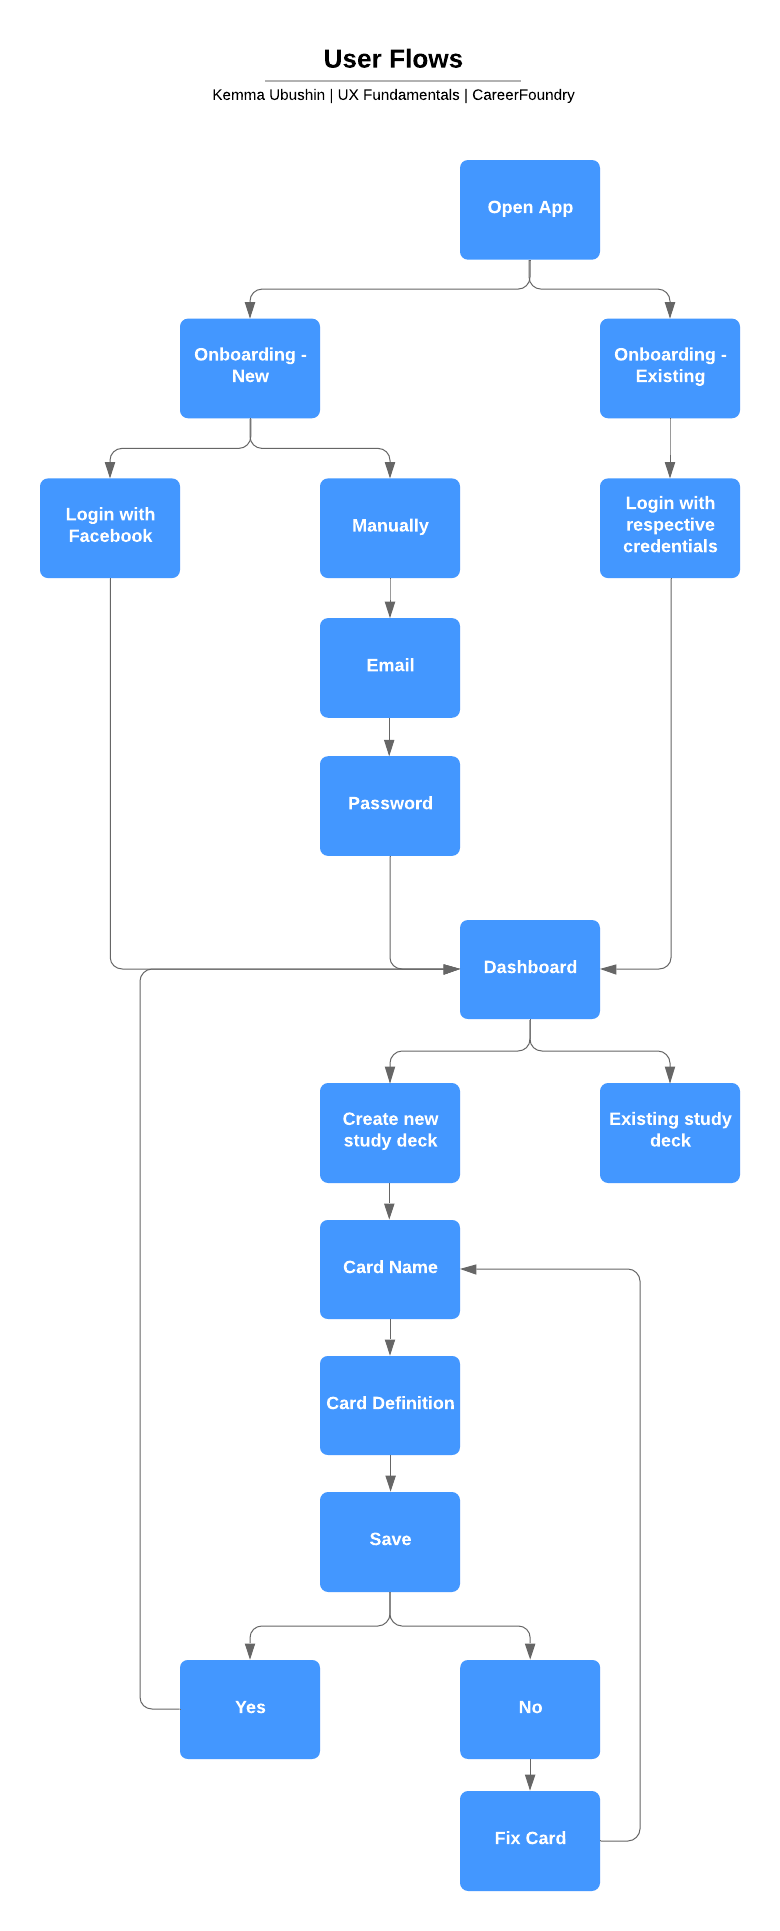 User Flows
Kemma Ubushin | UX Fundamentals | CareerFoundry
Open App
Onboarding -
New
Onboarding -
Existing
Login with
Facebook
Manually
Login with
respective
credentials
Email
Password
Dashboard
Create new
study deck
Existing study
deck
Card Name
Card Definition
Save
Yes
No
Fix Card